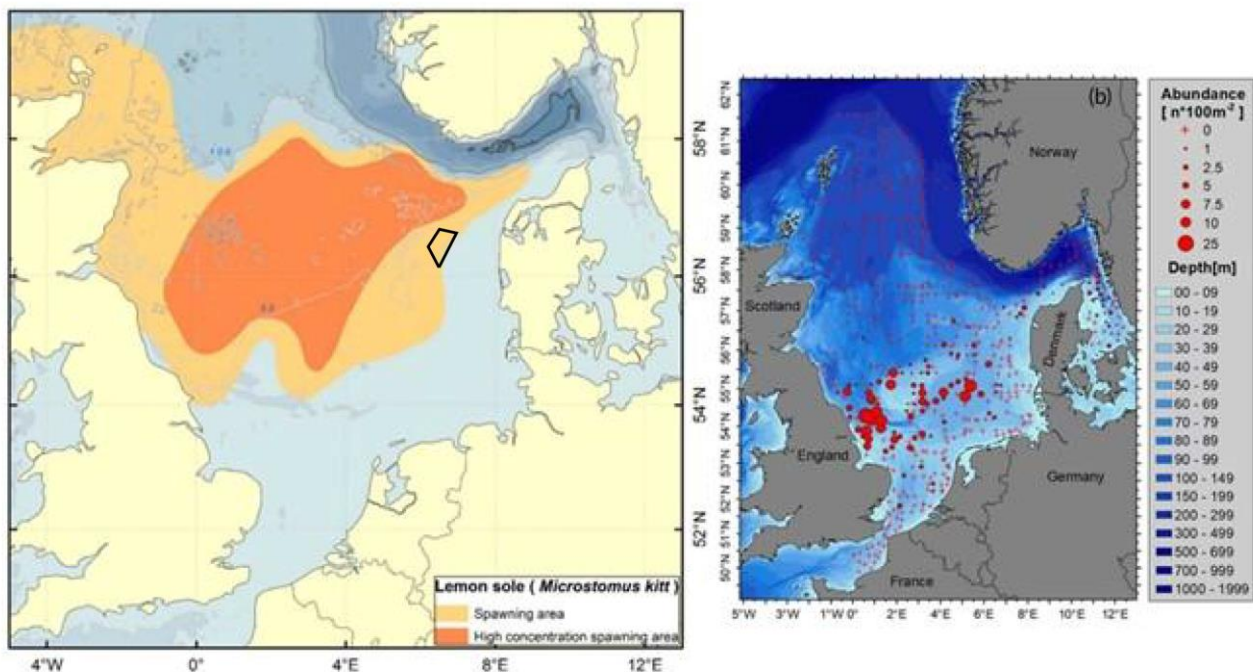 58°N
56°N
54°N
52°N
4°W 0° 4°E 8°E 12°E
Lemon sole ( Microstomus kitt )
Spawning area
High concentration spawning area
(b)
Norway
Scotland
Denmark
England
Germany
France
62°N
61°N
60°N
59°N
58°N
57°N
56°N
55°N
54°N
53°N
52°N
51°N
50°N
5°W 3°W 1°W 0° 2°E 4°E 6°E 8°E 10°E 12°E
Abundance
[ n*100m⁻² ]
0
1
2.5
5
7.5
10
25
Depth[m]
00 - 09
10 - 19
20 - 29
30 - 39
40 - 49
50 - 59
60 - 69
70 - 79
80 - 89
90 - 99
100 - 149
150 - 199
200 - 299
300 - 499
500 - 699
700 - 999
1000 - 1999